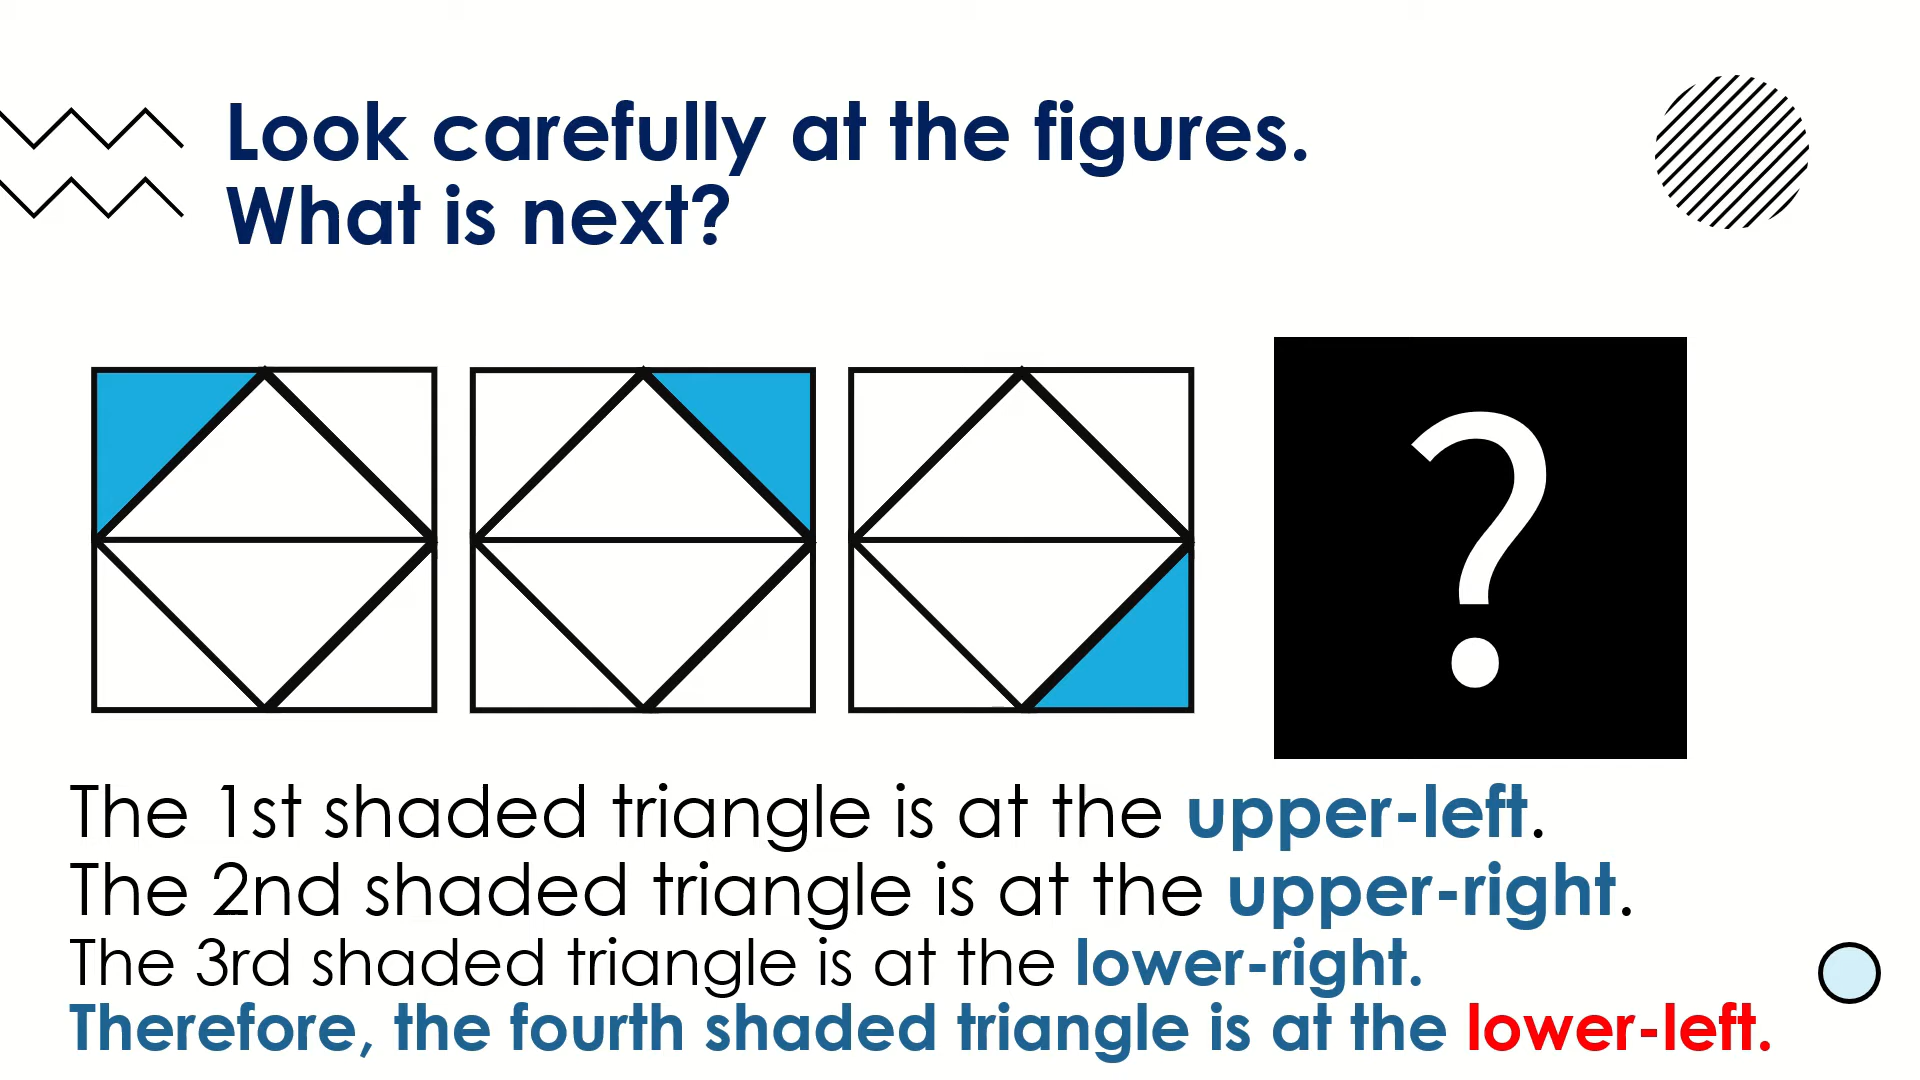 Look carefully at the figures.
What is next?
?
The 1st shaded triangle is at the upper-left.
The 2nd shaded triangle is at the upper-right.
The 3rd shaded triangle is at the lower-right.
Therefore, the fourth shaded triangle is at the lower-left.